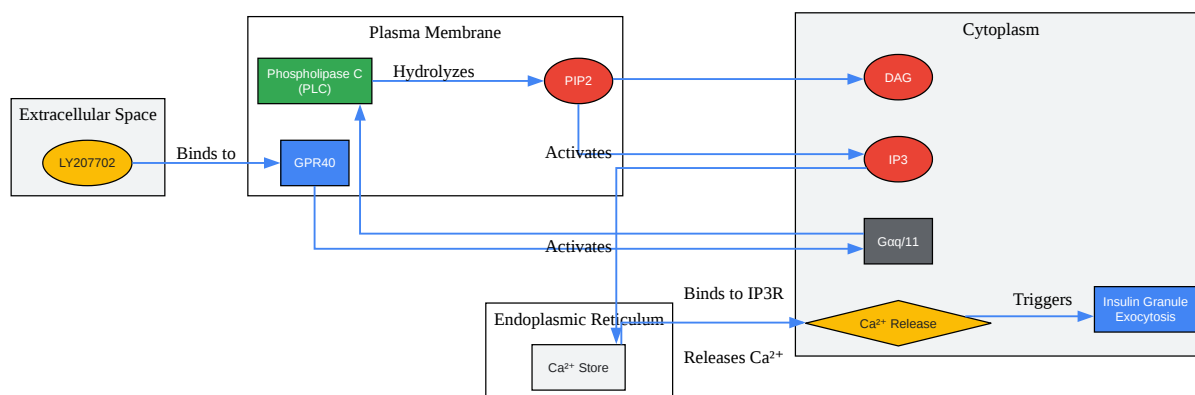 Plasma Membrane
Cytoplasm
Phospholipase C
(PLC)
Hydrolyzes
PIP2
DAG
Extracellular Space
LY207702
Binds to
GPR40
Activates
IP3
Gαq/11
Activates
Binds to IP3R
Endoplasmic Reticulum
Ca²⁺ Release
Triggers
Insulin Granule
Exocytosis
Ca²⁺ Store
Releases Ca²⁺